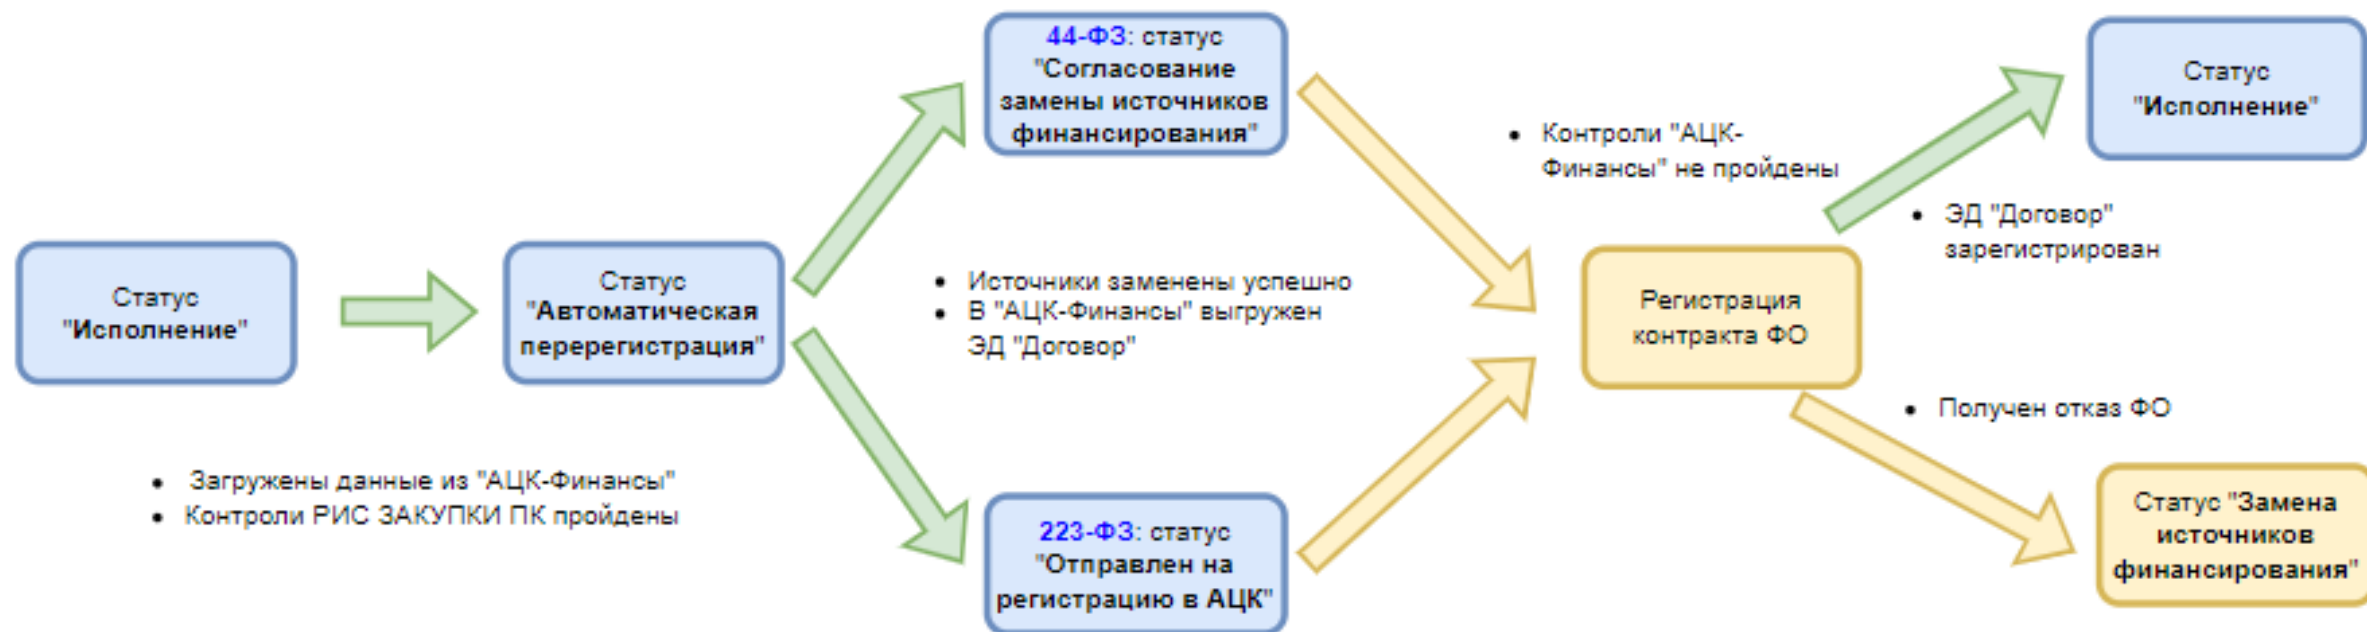 Статус
"Исполнение"
• Загружены данные из "АЦК-Финансы"
• Контроли РИС ЗАКУПКИ ПК пройдены
Статус
"Автоматическая
перерегистрация"
44-ФЗ: статус
"Согласование
замены источников
финансирования"
• Источники заменены успешно
• В "АЦК-Финансы" выгружен
ЭД "Договор"
223-ФЗ: статус
"Отправлен на
регистрацию в АЦК"
• Контроли "АЦК-
Финансы" не пройдены
Регистрация
контракта ФО
• ЭД "Договор"
зарегистрирован
Статус
"Исполнение"
• Получен отказ ФО
Статус "Замена
источников
финансирования"